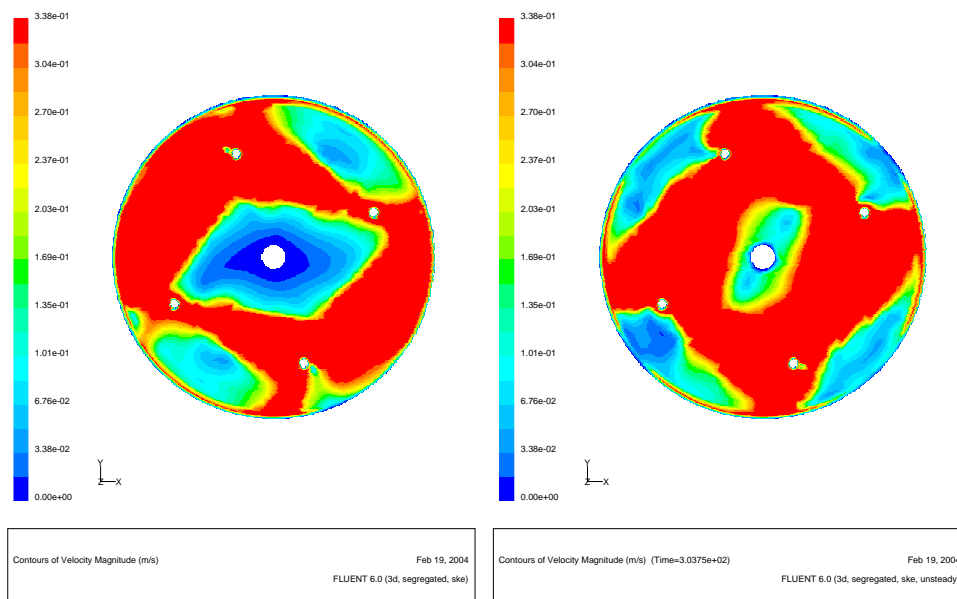 3.38e-01
3.04e-01
2.70e-01
2.37e-01
2.03e-01
1.69e-01
1.35e-01
1.01e-01
6.76e-02
3.38e-02
0.00e+00
Y
Z X
Contours of Velocity Magnitude (m/s)
Feb 19, 2004
FLUENT 6.0 (3d, segregated, ske)
3.38e-01
3.04e-01
2.70e-01
2.37e-01
2.03e-01
1.69e-01
1.35e-01
1.01e-01
6.76e-02
3.38e-02
0.00e+00
Y
Z X
Contours of Velocity Magnitude (m/s) (Time=3.0375e+02)
Feb 19, 2004
FLUENT 6.0 (3d, segregated, ske, unsteady